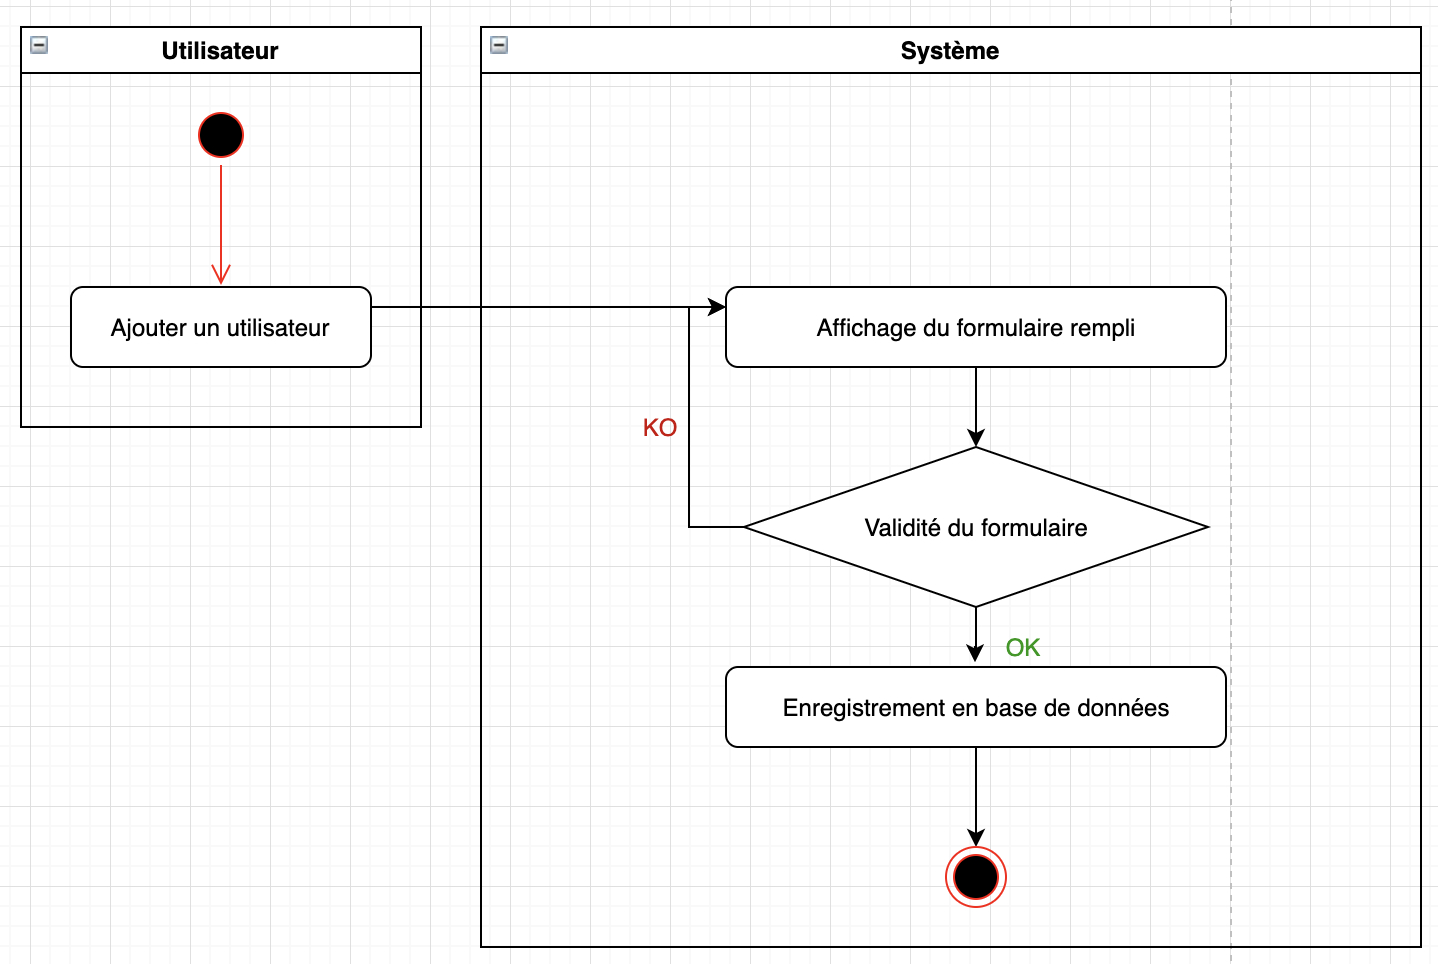 Utilisateur
Système
Ajouter un utilisateur
Affichage du formulaire rempli
KO
Validité du formulaire
OK
Enregistrement en base de données